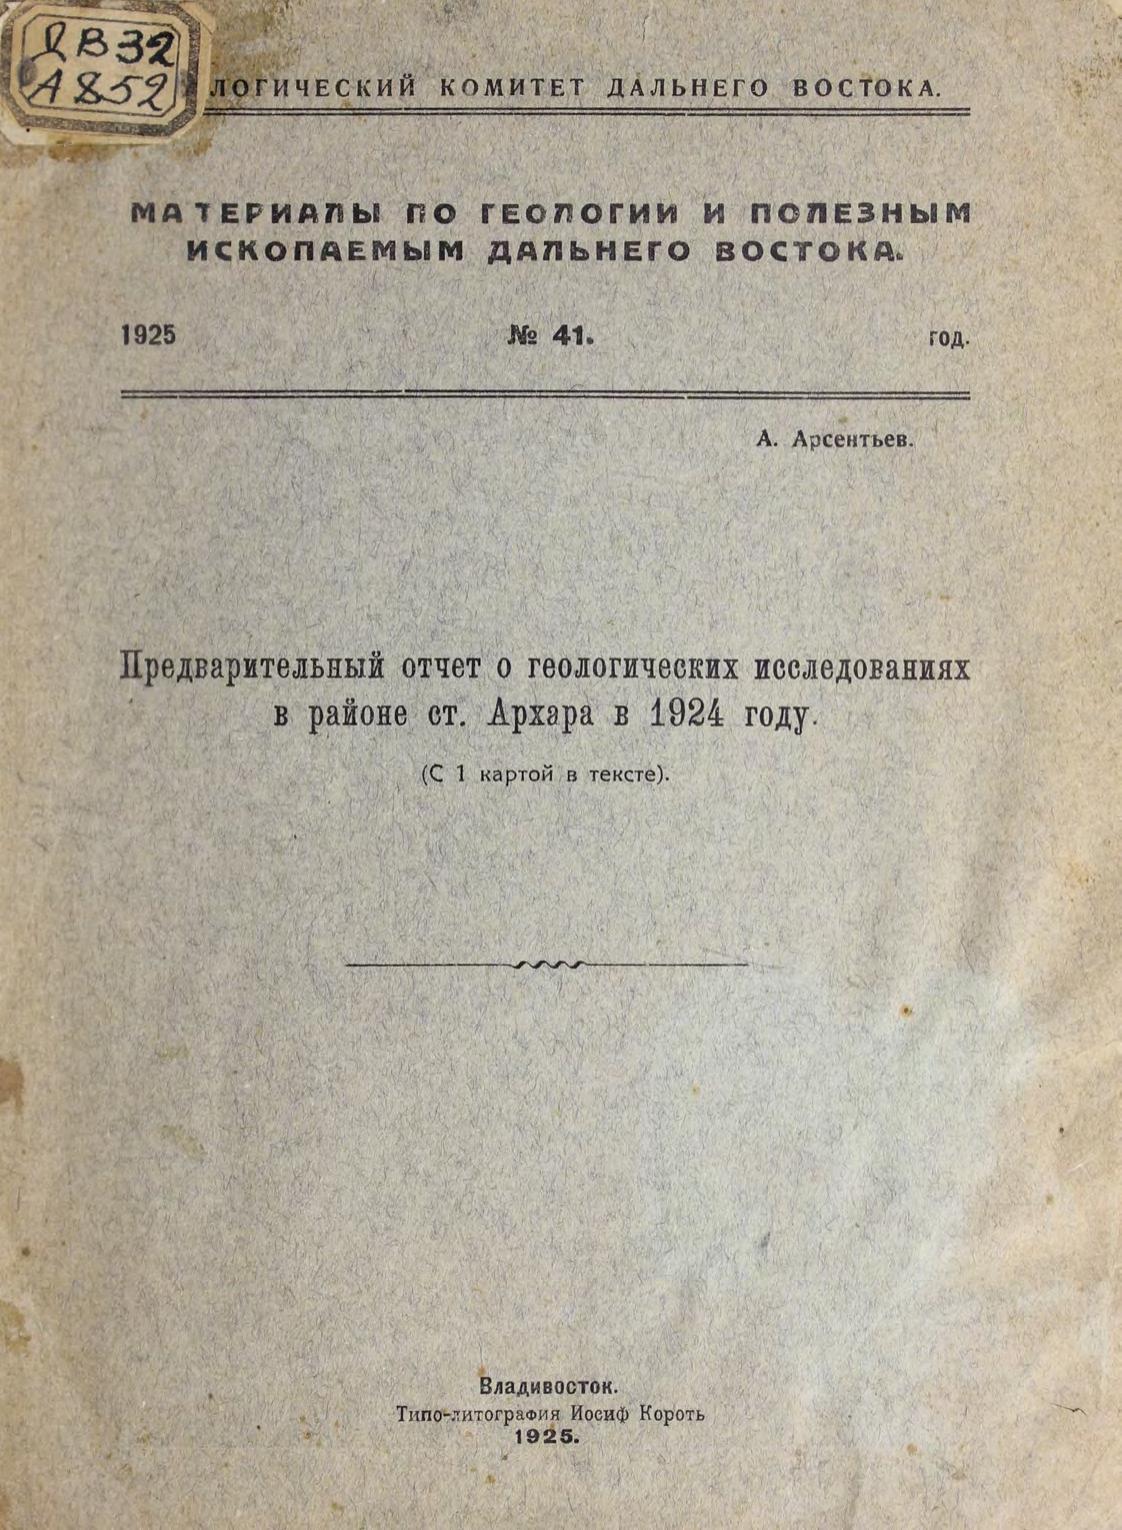 ДВ32
А852
ЛОГИЧЕСКИЙ КОМИТЕТ ДАЛЬНЕГО ВОСТОКА.
МАТЕРИАЛЫ ПО ГЕОЛОГИИ И ПОЛЕЗНЫМ
ИСКОПАЕМЫМ ДАЛЬНЕГО ВОСТОКА.
1925 № 41. год.
А. Арсентьев.
Предварительный отчет о геологических исследованиях
в районе ст. Архара в 1924 году.
(С 1 картой в тексте).
Владивосток.
Типо-литография Иосиф Короть
1925.